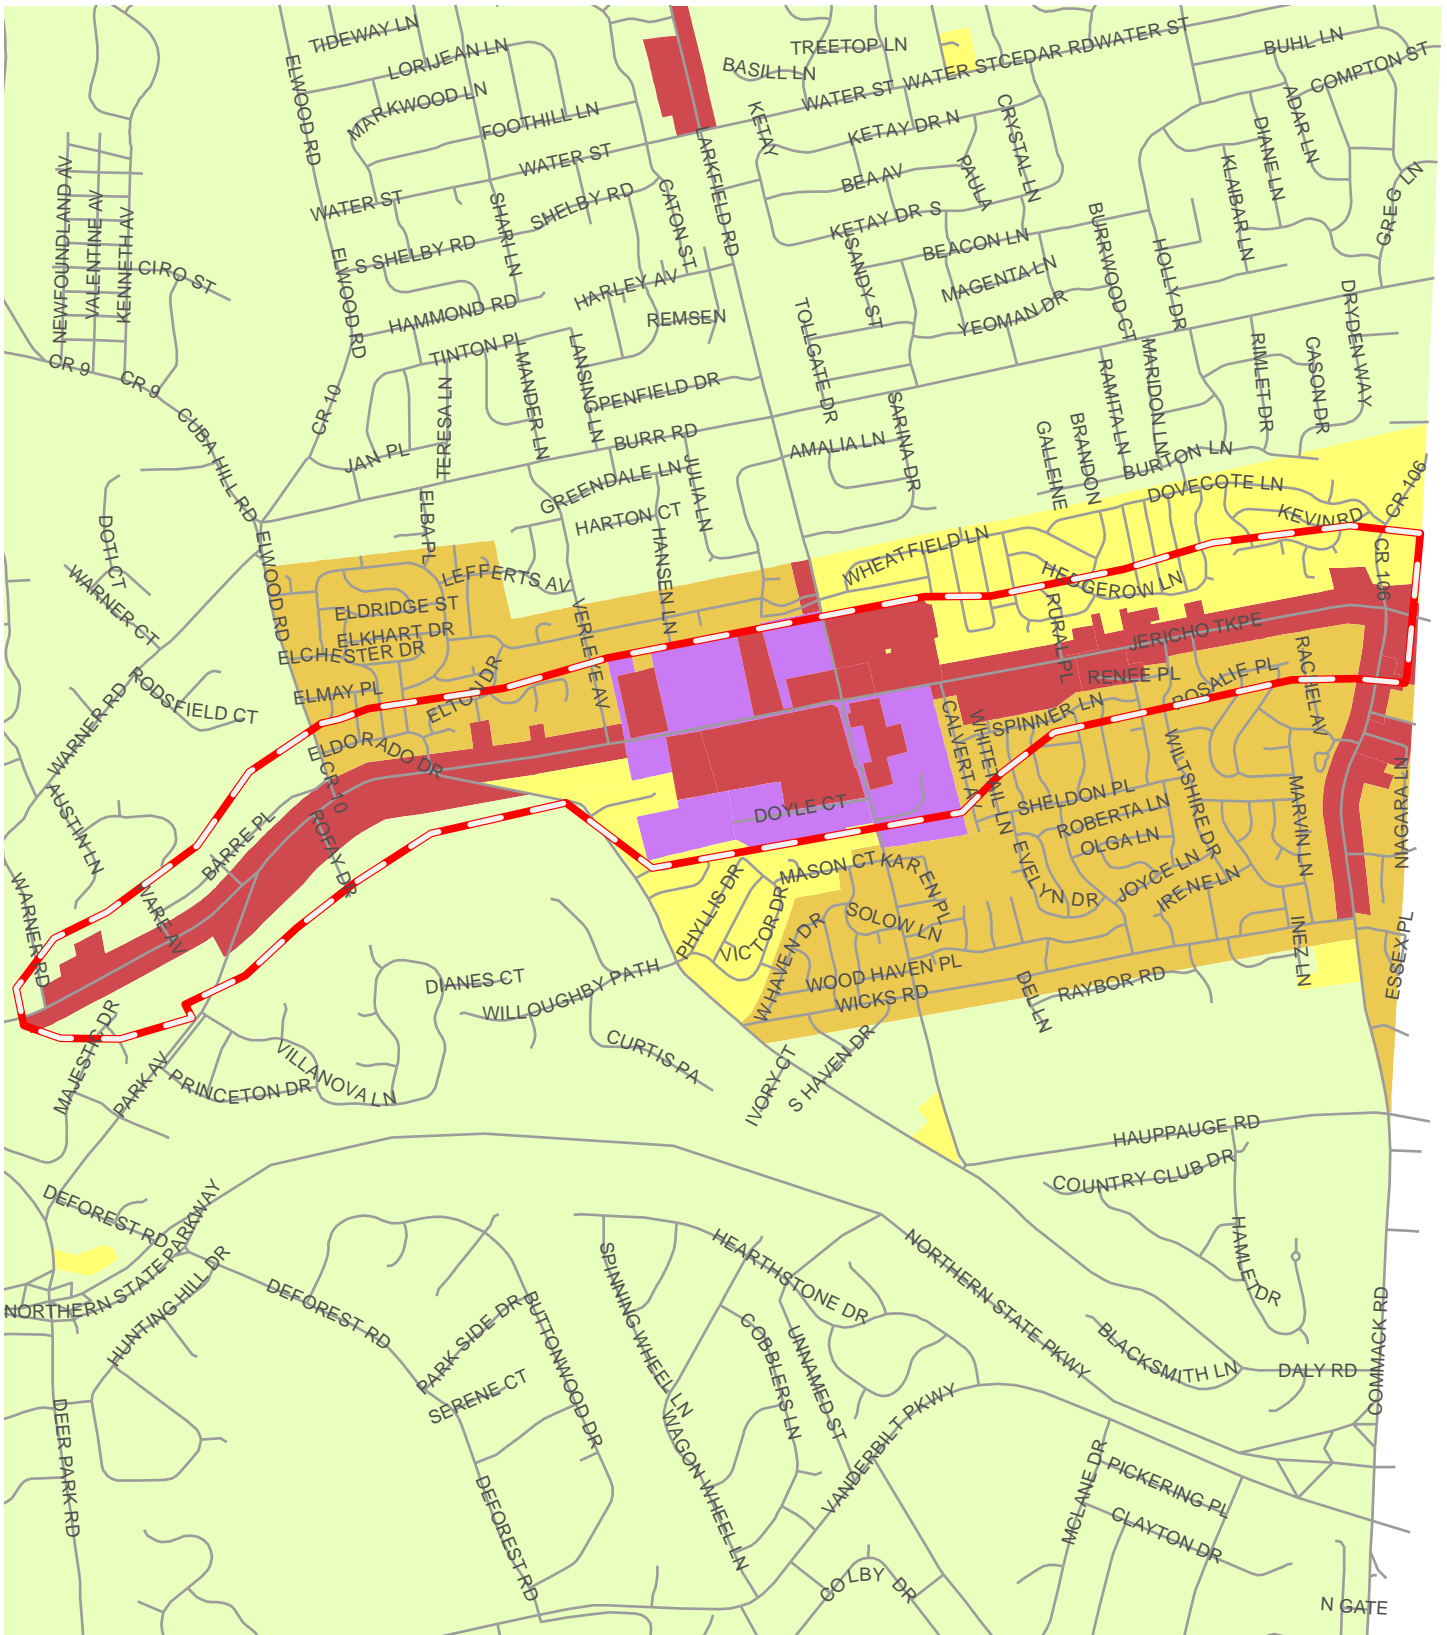 TIDEWAY LN
LORIJEAN LN
ELWOOD RD
MARKWOOD LN
FOOTHILL LN
WATER ST
WATER ST
BASILL LN
TREETOP LN
WATER ST
WATER ST
CEDAR RD
WATER ST
BUHL LN
COMPTON ST
ADAR LN
DIANE LN
KLAIBAR LN
GREG LN
KETAY
KETAY DR N
CRYSTAL LN
PAULA
BEA AV
KETAY DR S
LARKFIELD RD
CATON ST
SHELBY RD
SHARI LN
S SHELBY RD
NEWFOUNDLAND AV
VALENTINE AV
KENNETH AV
CIRO ST
ELWOOD RD
HAMMOND RD
HARLEY AV
REMSEN
TINTON PL
LANSING LN
MANDER LN
SANDY ST
BEACON LN
MAGENTA LN
YEOMAN DR
BURRWOOD CT
HOLLY DR
DRYDEN WAY
CASON DR
RIMLET DR
MARIDON LN
RAMITA LN
BRANDON
GALLEINE
TOLLGATE DR
CR 9
CR 9
CR 10
CUBA HILL RD
JAN PL
TERESA LN
OPENFIELD DR
BURR RD
JULIA LN
AMALIA LN
SARINA DR
BURTON LN
DOVECOTE LN
KEVIN RD
CR 106
CR 106
GREENDALE LN
HARTON CT
HANSEN LN
ELBA PL
DOTI CT
WARNER CT
ELWOOD RD
LEFFERTS AV
ELDRIDGE ST
ELKHART DR
ELCHESTER DR
ELMAY PL
ELTON DR
VERLEYE AV
WHEATFIELD LN
HEDGEROW LN
RURAL PL
JERICHO TKPE
RENEE PL
ROSALIE PL
RACHEL AV
SPINNER LN
CALVERT AV
WHITETAIL LN
WILTSHIRE DR
RODSFIELD CT
WARNER RD
ELDORADO DR
CR 10
ROFAY DR
AUSTIN LN
BARRE PL
WARE AV
WARNER RD
DOYLE CT
SHELDON PL
ROBERTA LN
OLGA LN
MARVIN LN
NIAGARA LN
MASON CT
KAREN PL
EVELYN DR
JOYCE LN
IRENE LN
PHYLLIS DR
VICTOR DR
SOLOW LN
WHAVEN DR
WOOD HAVEN PL
WICKS RD
DELL LN
RAYBOR RD
INEZ LN
ESSEX PL
DIANES CT
WILLOUGHBY PATH
CURTIS PA
MAJESTIC DR
PARK AV
PRINCETON DR
VILLANOVA LN
IVORY CT
S HAVEN DR
HAUPPAUGE RD
COUNTRY CLUB DR
HAMLET DR
DEFOREST RD
NORTHERN STATE PARKWAY
HUNTING HILL DR
DEFOREST RD
PARK SIDE DR
SERENE CT
BUTTONWOOD DR
SPINNING WHEEL LN
HEARTHSTONE DR
NORTHERN STATE PKWY
COBBLERS LN
UNNAMED ST
BLACKSMITH LN
DALY RD
COMMACK RD
VANDERBILT PKWY
WAGON WHEEL LN
DEER PARK RD
DEFOREST RD
MCLANE DR
PICKERING PL
CLAYTON DR
COLBY DR
N GATE